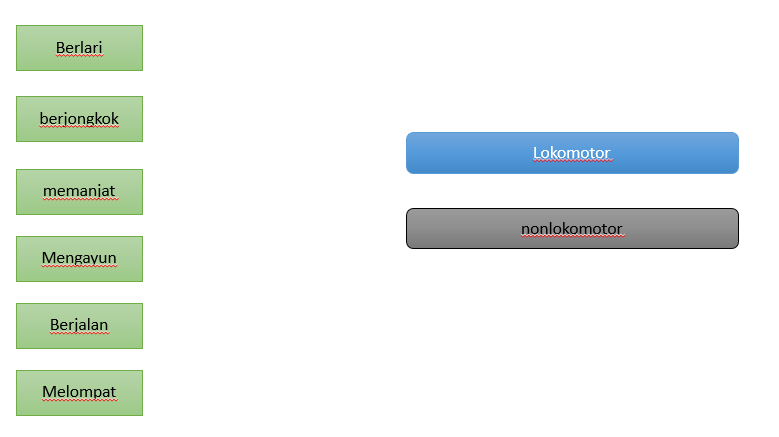 Berlari
berjongkok
memanjat
Mengayun
Berjalan
Melompat
Lokomotor
nonlokomotor